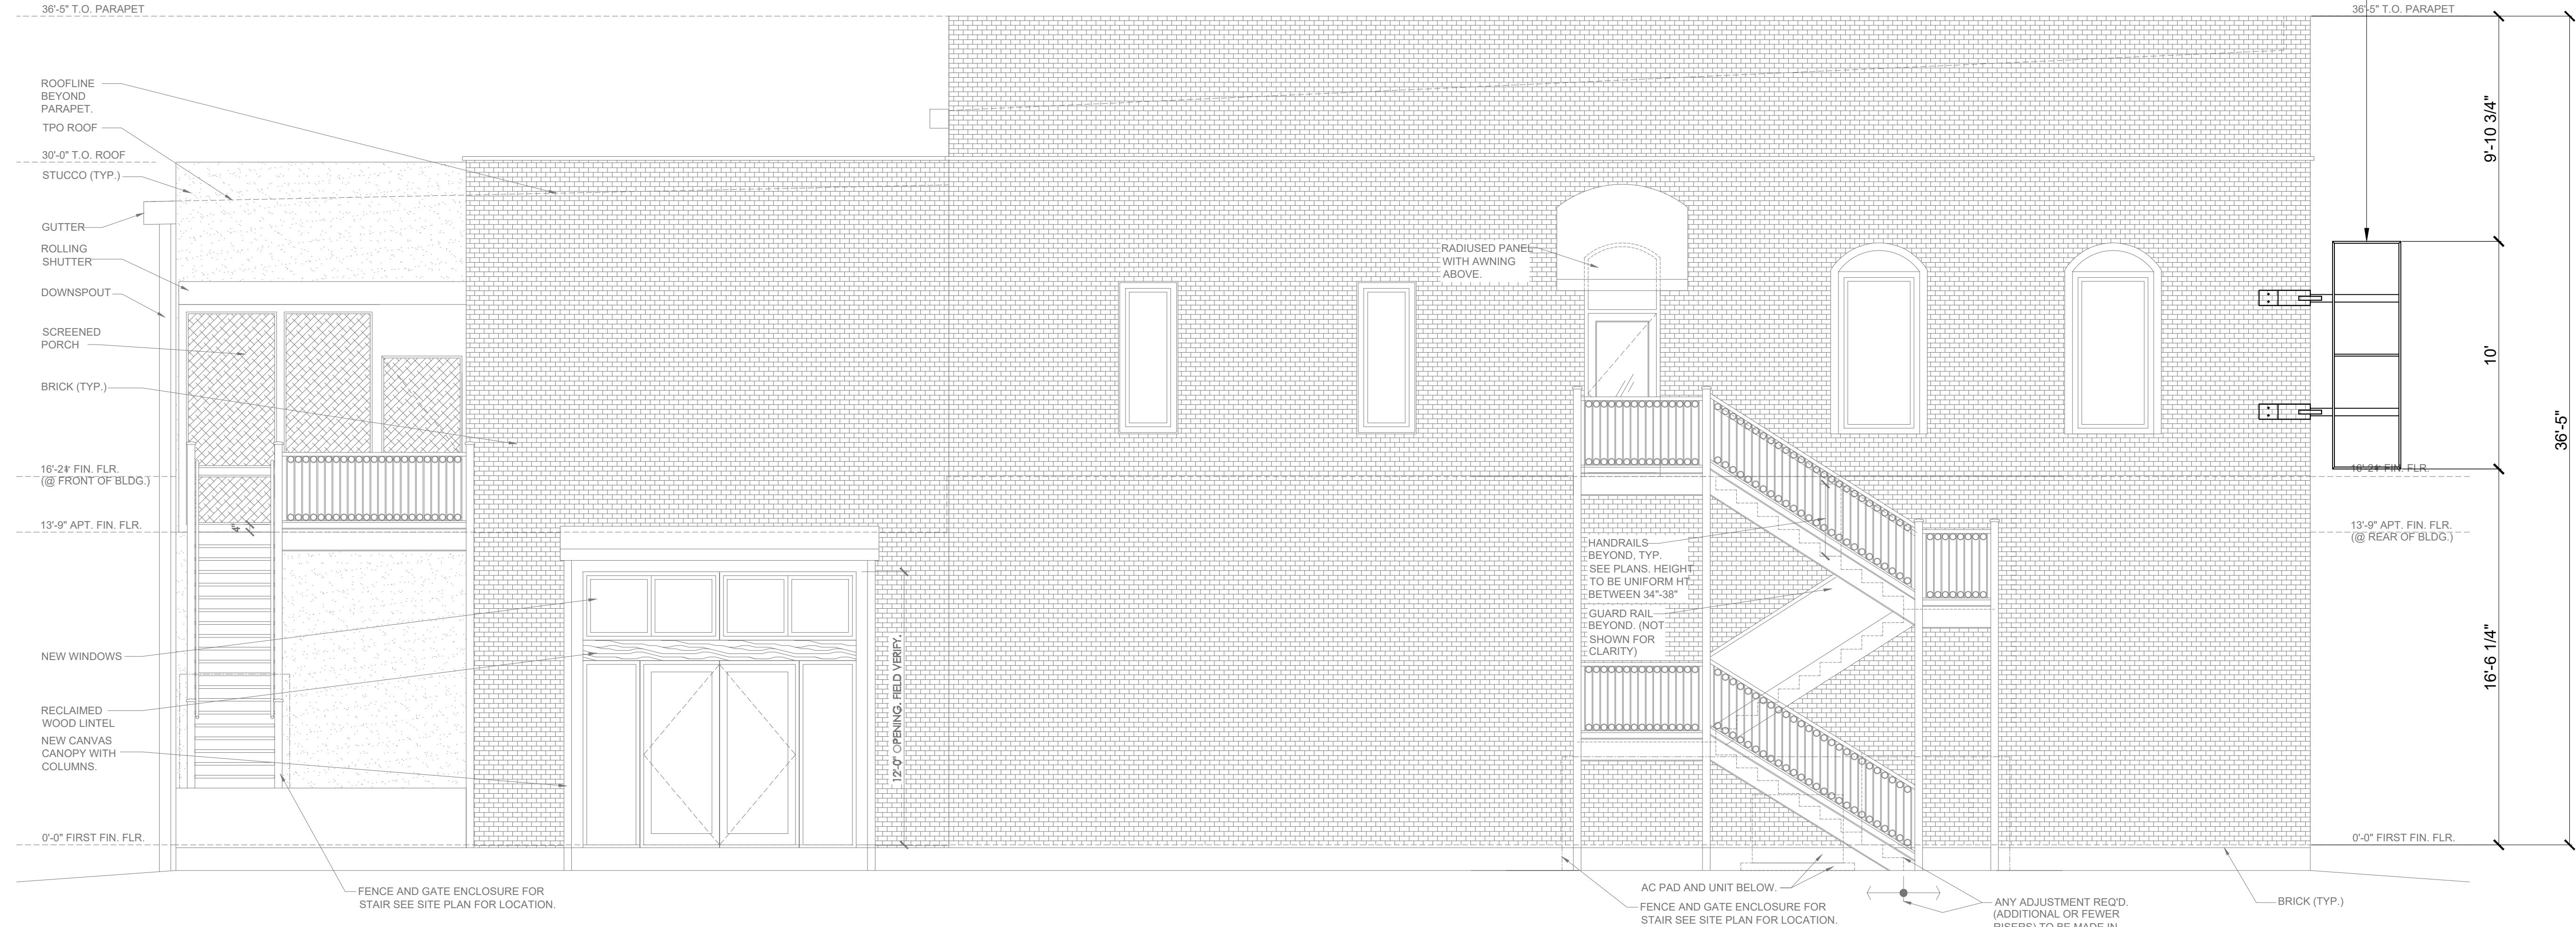 36'-5" T.O. PARAPET
ROOFLINE
BEYOND
PARAPET.
TPO ROOF
30'-0" T.O. ROOF
STUCCO (TYP.)
GUTTER
ROLLING
SHUTTER
DOWNSPOUT
SCREENED
PORCH
BRICK (TYP.)
FIN. FLR.
(@ FRONT OF BLDG.)
13'-9" APT. FIN. FLR.
4"
NEW WINDOWS
RECLAIMED
WOOD LINTEL
NEW CANVAS
CANOPY WITH
COLUMNS.
0'-0" FIRST FIN. FLR.
FENCE AND GATE ENCLOSURE FOR
STAIR SEE SITE PLAN FOR LOCATION.
12'-0" OPENING. FIELD VERIFY.
RADIUSED PANEL
WITH AWNING
ABOVE.
HANDRAILS
BEYOND, TYP.
SEE PLANS. HEIGHT
TO BE UNIFORM HT
BETWEEN 34"-38"
GUARD RAIL
BEYOND. (NOT
SHOWN FOR
CLARITY)
AC PAD AND UNIT BELOW.
FENCE AND GATE ENCLOSURE FOR
STAIR SEE SITE PLAN FOR LOCATION.
ANY ADJUSTMENT REQ'D.
(ADDITIONAL OR FEWER
RISERS) TO BE MADE IN
BRICK (TYP.)
36'-5" T.O. PARAPET
9'-10 3/4"
10'
36'-5"
FIN. FLR.
13'-9" APT. FIN. FLR.
(@ REAR OF BLDG.)
16'-6 1/4"
0'-0" FIRST FIN. FLR.